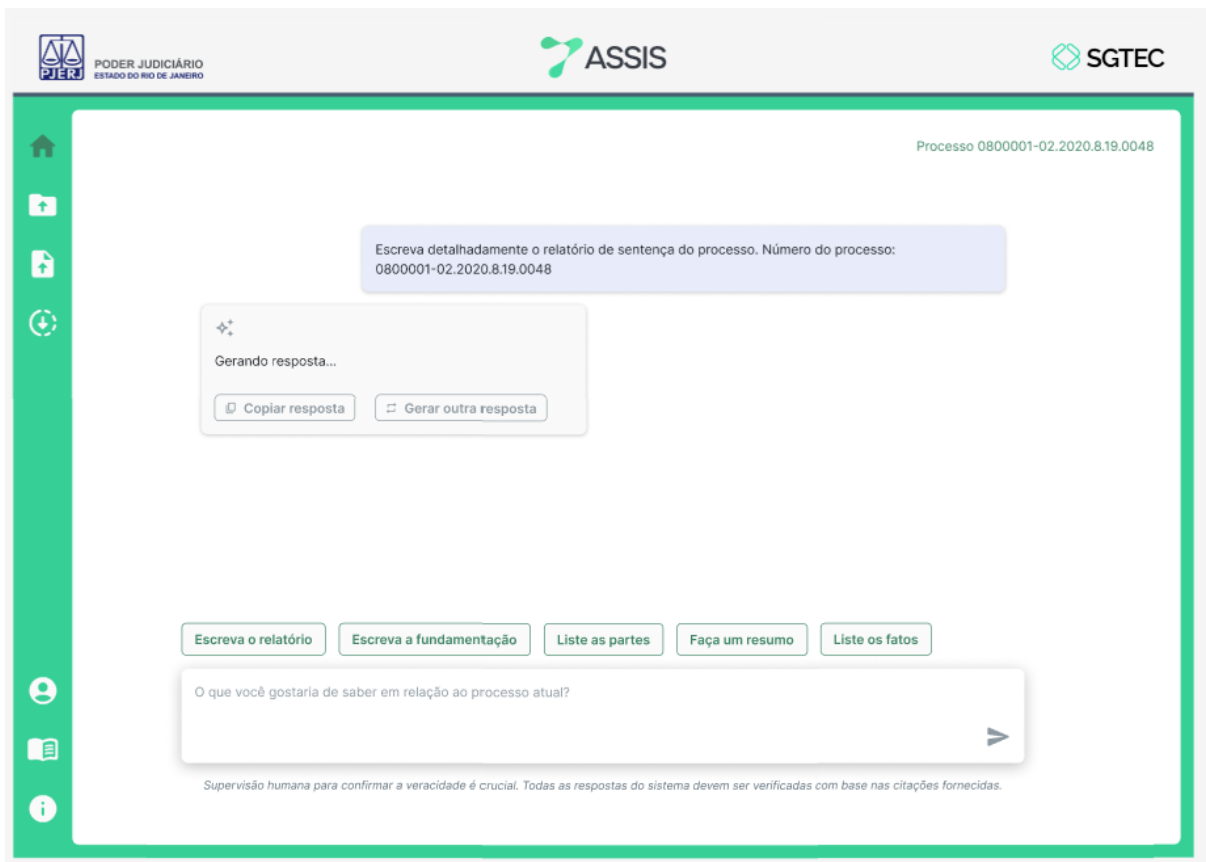 PJERJ
PODER JUDICIÁRIO
ESTADO DO RIO DE JANEIRO
ASSIS
SGTEC
Processo 0800001-02.2020.8.19.0048
Escreva detalhadamente o relatório de sentença do processo. Número do processo:
0800001-02.2020.8.19.0048
Gerando resposta...
Copiar resposta
Gerar outra resposta
Escreva o relatório
Escreva a fundamentação
Liste as partes
Faça um resumo
Liste os fatos
O que você gostaria de saber em relação ao processo atual?
Supervisão humana para confirmar a veracidade é crucial. Todas as respostas do sistema devem ser verificadas com base nas citações fornecidas.